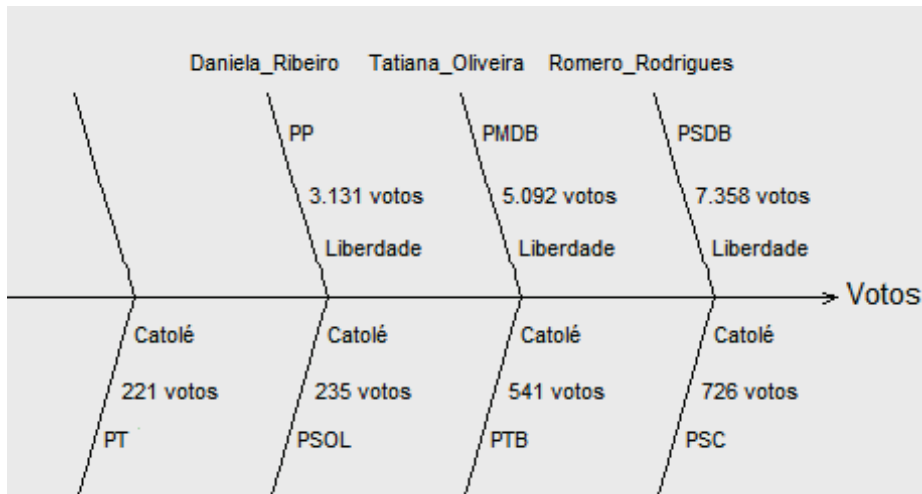 Daniela_Ribeiro Tatiana_Oliveira Romero_Rodrigues
PP PMDB PSDB
3.131 votos 5.092 votos 7.358 votos
Liberdade Liberdade Liberdade
Votos
Catolé Catolé Catolé Catolé
221 votos 235 votos 541 votos 726 votos
PT PSOL PTB PSC